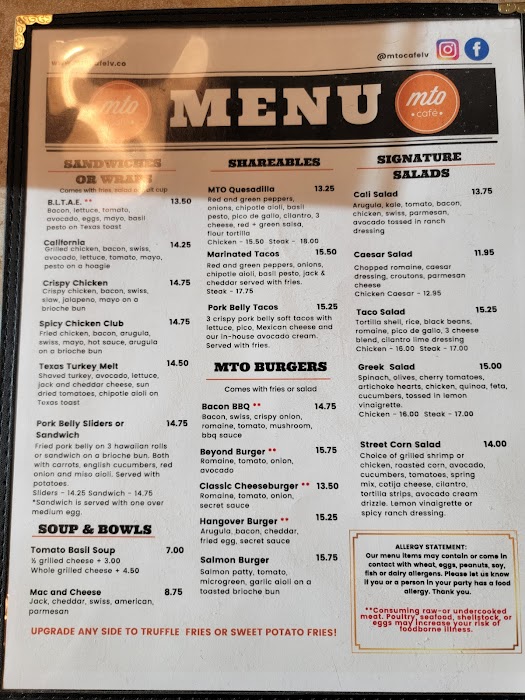 @mtocafelv
mto
MENU
mto
café
SANDWICHES
OR WRAPS
B.L.T.A.E. ** 13.50
Bacon, lettuce, tomato,
avocado, eggs, mayo, basil
pesto on Texas toast
California 14.25
Grilled chicken, bacon, swiss,
avocado, lettuce, tomato, mayo,
pesto on a hoagie
Crispy Chicken 14.75
Crispy chicken, bacon, swiss,
slaw, jalapeno, mayo on a
brioche bun
Spicy Chicken Club 14.75
Fried chicken, bacon, arugula,
swiss, mayo, hot sauce, arugula
on a brioche bun
Texas Turkey Melt 14.50
Shaved turkey, avocado, lettuce,
jack and cheddar cheese, sun
dried tomatoes, chipotle aioli on
Texas toast
Pork Belly Sliders or 14.75
Sandwich
Fried pork belly on 3 hawaiian rolls
or sandwich on a brioche bun. Both
with carrots, english cucumbers, red
onion and miso aioli. Served with
potatoes.
Sliders - 14.25 Sandwich - 14.75
*Sandwich is served with one over
medium egg.
SOUP & BOWLS
Tomato Basil Soup 7.00
½ grilled cheese + 3.00
Whole grilled cheese + 4.50
Mac and Cheese 8.75
Jack, cheddar, swiss, american,
parmesan
SHAREABLES
MTO Quesadilla 13.25
Red and green peppers,
onions, chipotle aioli, basil
pesto, pico de gallo, cilantro, 3
cheese, red + green salsa,
flour tortilla
Chicken - 15.50 Steak - 18.00
Marinated Tacos 15.50
Red and green peppers, onions,
chipotle aioli, basil pesto, jack &
cheddar served with fries.
Steak - 17.75
Pork Belly Tacos 15.25
3 crispy pork belly soft tacos with
lettuce, pico, Mexican cheese and
our in-house avocado cream.
Served with fries.
MTO BURGERS
Comes with fries or salad
Bacon BBQ ** 14.75
Bacon, swiss, crispy onion,
romaine, tomato, mushroom,
bbq sauce
Beyond Burger ** 15.75
Romaine, tomato, onion,
avocado
Classic Cheeseburger ** 13.50
Romaine, tomato, onion,
secret sauce
Hangover Burger ** 15.25
Arugula, bacon, cheddar,
fried egg, secret sauce
Salmon Burger 15.75
Salmon patty, tomato,
microgreen, garlic aioli on a
toasted brioche bun
SIGNATURE
SALADS
Cali Salad 13.75
Arugula, kale, tomato, bacon,
chicken, swiss, parmesan,
avocado tossed in ranch
dressing
Caesar Salad 11.95
Chopped romaine, caesar
dressing, croutons, parmesan
cheese
Chicken Caesar - 12.95
Taco Salad 15.25
Tortilla shell, rice, black beans,
romaine, pico de gallo, 3 cheese
blend, cilantro lime dressing
Chicken - 16.00 Steak - 17.00
Greek Salad 15.00
Spinach, olives, cherry tomatoes,
artichoke hearts, chicken, quinoa, feta,
cucumbers, tossed in lemon
vinaigrette.
Chicken - 16.00 Steak - 17.00
Street Corn Salad 14.00
Choice of grilled shrimp or
chicken, roasted corn, avocado,
cucumbers, tomatoes, spring
mix, cotija cheese, cilantro,
tortilla strips, avocado cream
drizzle. Lemon vinaigrette or
spicy ranch dressing.
ALLERGY STATEMENT:
Our menu items may contain or come in
contact with wheat, eggs, peanuts, soy,
fish or dairy allergens. Please let us know
if you or a person in your party has a food
allergy. Thank you.
**Consuming raw-or undercooked
meat. Poultry, seafood, shellstock, or
eggs may increase your risk of
foodborne illness.
UPGRADE ANY SIDE TO TRUFFLE FRIES OR SWEET POTATO FRIES!